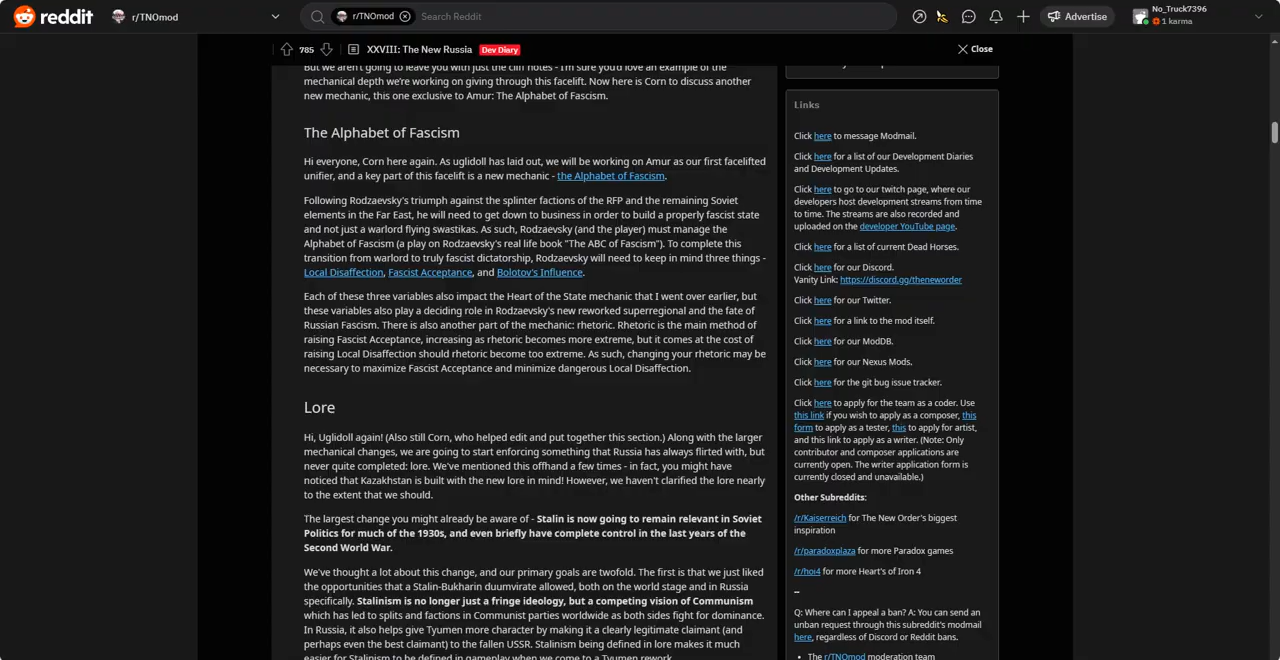 reddit
r/TNOmod
r/TNOmod
Search Reddit
Advertise
No_Truck7396
1 karma
785
XXVIII: The New Russia
Dev Diary
Close
But we aren't going to leave you with just the cliff notes - I'm sure you'd love an example of the
mechanical depth we're working on giving through this facelift. Now here is Corn to discuss another
new mechanic, this one exclusive to Amur: The Alphabet of Fascism.
The Alphabet of Fascism
Hi everyone, Corn here again. As uglidoll has laid out, we will be working on Amur as our first facelifted
unifier, and a key part of this facelift is a new mechanic - the Alphabet of Fascism.
Following Rodzaevsky's triumph against the splinter factions of the RFP and the remaining Soviet
elements in the Far East, he will need to get down to business in order to build a properly fascist state
and not just a warlord flying swastikas. As such, Rodzaevsky (and the player) must manage the
Alphabet of Fascism (a play on Rodzaevsky's real life book "The ABC of Fascism"). To complete this
transition from warlord to truly fascist dictatorship, Rodzaevsky will need to keep in mind three things -
Local Disaffection, Fascist Acceptance, and Bolotov's Influence.
Each of these three variables also impact the Heart of the State mechanic that I went over earlier, but
these variables also play a deciding role in Rodzaevsky's new reworked superregional and the fate of
Russian Fascism. There is also another part of the mechanic: rhetoric. Rhetoric is the main method of
raising Fascist Acceptance, increasing as rhetoric becomes more extreme, but it comes at the cost of
raising Local Disaffection should rhetoric become too extreme. As such, changing your rhetoric may be
necessary to maximize Fascist Acceptance and minimize dangerous Local Disaffection.
Lore
Hi, Uglidoll again! (Also still Corn, who helped edit and put together this section.) Along with the larger
mechanical changes, we are going to start enforcing something that Russia has always flirted with, but
never quite completed: lore. We've mentioned this offhand a few times - in fact, you might have
noticed that Kazakhstan is built with the new lore in mind! However, we haven't clarified the lore nearly
to the extent that we should.
The largest change you might already be aware of - Stalin is now going to remain relevant in Soviet
Politics for much of the 1930s, and even briefly have complete control in the last years of the
Second World War.
We've thought a lot about this change, and our primary goals are twofold. The first is that we just liked
the opportunities that a Stalin-Bukharin duumvirate allowed, both on the world stage and in Russia
specifically. Stalinism is no longer just a fringe ideology, but a competing vision of Communism
which has led to splits and factions in Communist parties worldwide as both sides fight for dominance.
In Russia, it also helps give Tyumen more character by making it a clearly legitimate claimant (and
perhaps even the best claimant) to the fallen USSR. Stalinism being defined in lore makes it much
easier for Stalinism to be defined in gameplay when we come to a Tyumen rework.
Links
Click here to message Modmail.
Click here for a list of our Development Diaries
and Development Updates.
Click here to go to our twitch page, where our
developers host development streams from time
to time. The streams are also recorded and
uploaded on the developer YouTube page.
Click here for a list of current Dead Horses.
Click here for our Discord.
Vanity Link: https://discord.gg/theneworder
Click here for our Twitter.
Click here for a link to the mod itself.
Click here for our ModDB.
Click here for our Nexus Mods.
Click here for the git bug issue tracker.
Click here to apply for the team as a coder. Use
this link if you wish to apply as a composer, this
form to apply as a tester, this to apply for artist,
and this link to apply as a writer. (Note: Only
contributor and composer applications are
currently open. The writer application form is
currently closed and unavailable.)
Other Subreddits:
/r/Kaiserreich for The New Order's biggest
inspiration
/r/paradoxplaza for more Paradox games
/r/hoi4 for more Heart's of Iron 4
--
Q: Where can I appeal a ban? A: You can send an
unban request through this subreddit's modmail
here, regardless of Discord or Reddit bans.
• The r/TNOmod moderation team